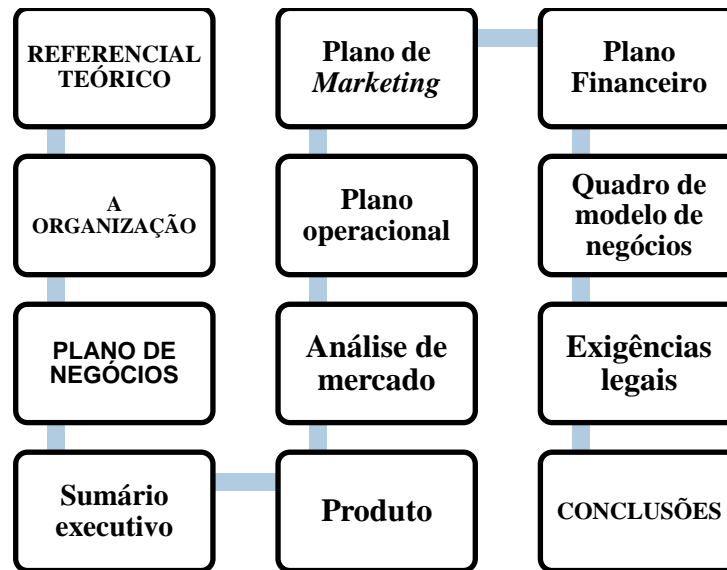 REFERENCIAL
TEÓRICO
A
ORGANIZAÇÃO
PLANO DE
NEGÓCIOS
Sumário
executivo
Produto
Análise de
mercado
Plano
operacional
Plano de
Marketing
Plano
Financeiro
Quadro de
modelo de
negócios
Exigências
legais
CONCLUSÕES